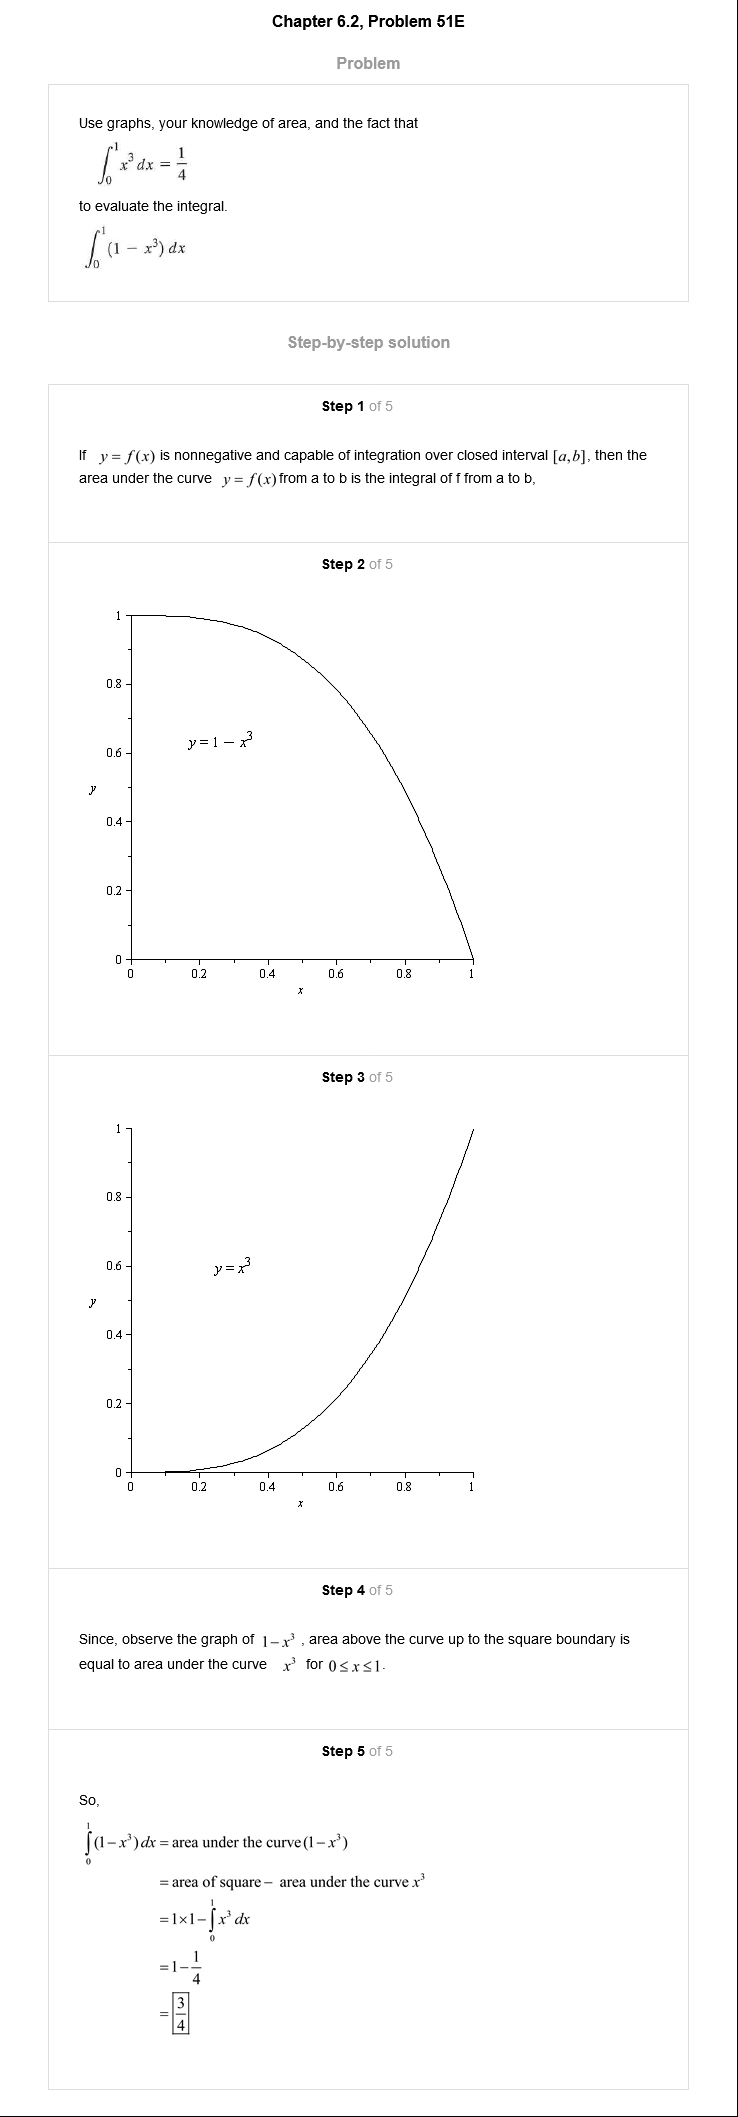 Chapter 6.2, Problem 51E
Problem
Use graphs, your knowledge of area, and the fact that
∫₀¹ x³ dx = 1/4
to evaluate the integral.
∫₀¹ (1 − x³) dx
Step-by-step solution
Step 1 of 5
If y = f(x) is nonnegative and capable of integration over closed interval [a,b], then the
area under the curve y = f(x) from a to b is the integral of f from a to b,
Step 2 of 5
1
0.8
y = 1 − x³
0.6
y
0.4
0.2
0
0 0.2 0.4 0.6 0.8 1
x
Step 3 of 5
1
0.8
y = x³
0.6
y
0.4
0.2
0
0 0.2 0.4 0.6 0.8 1
x
Step 4 of 5
Since, observe the graph of 1−x³ , area above the curve up to the square boundary is
equal to area under the curve x³ for 0≤x≤1.
Step 5 of 5
So,
∫₀¹ (1−x³)dx = area under the curve(1−x³)
= area of square − area under the curve x³
= 1×1−∫₀¹ x³ dx
= 1−1/4
= 3/4